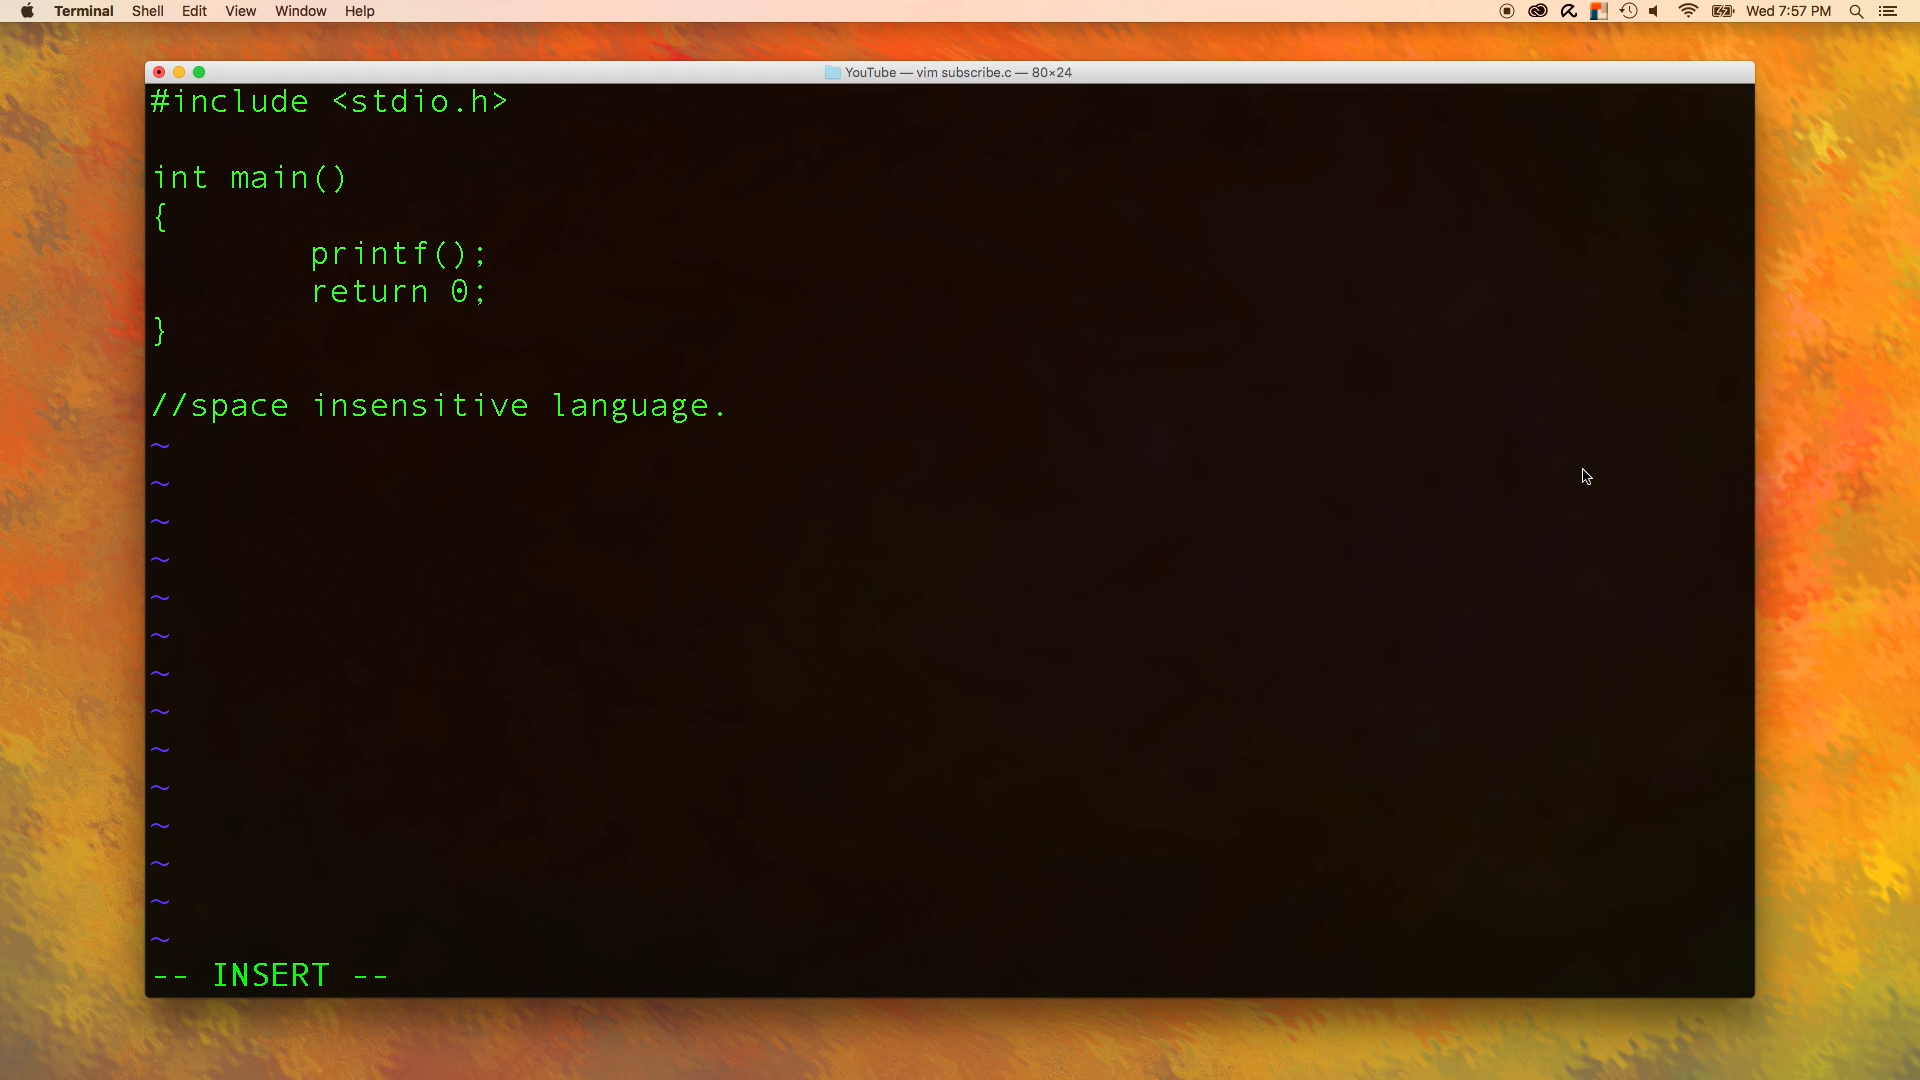 Terminal Shell Edit View Window Help Wed 7:57 PM
YouTube — vim subscribe.c — 80×24
#include <stdio.h>
int main()
{
printf();
return 0;
}
//space insensitive language.
~
~
~
~
~
~
~
~
~
~
~
~
~
~
-- INSERT --